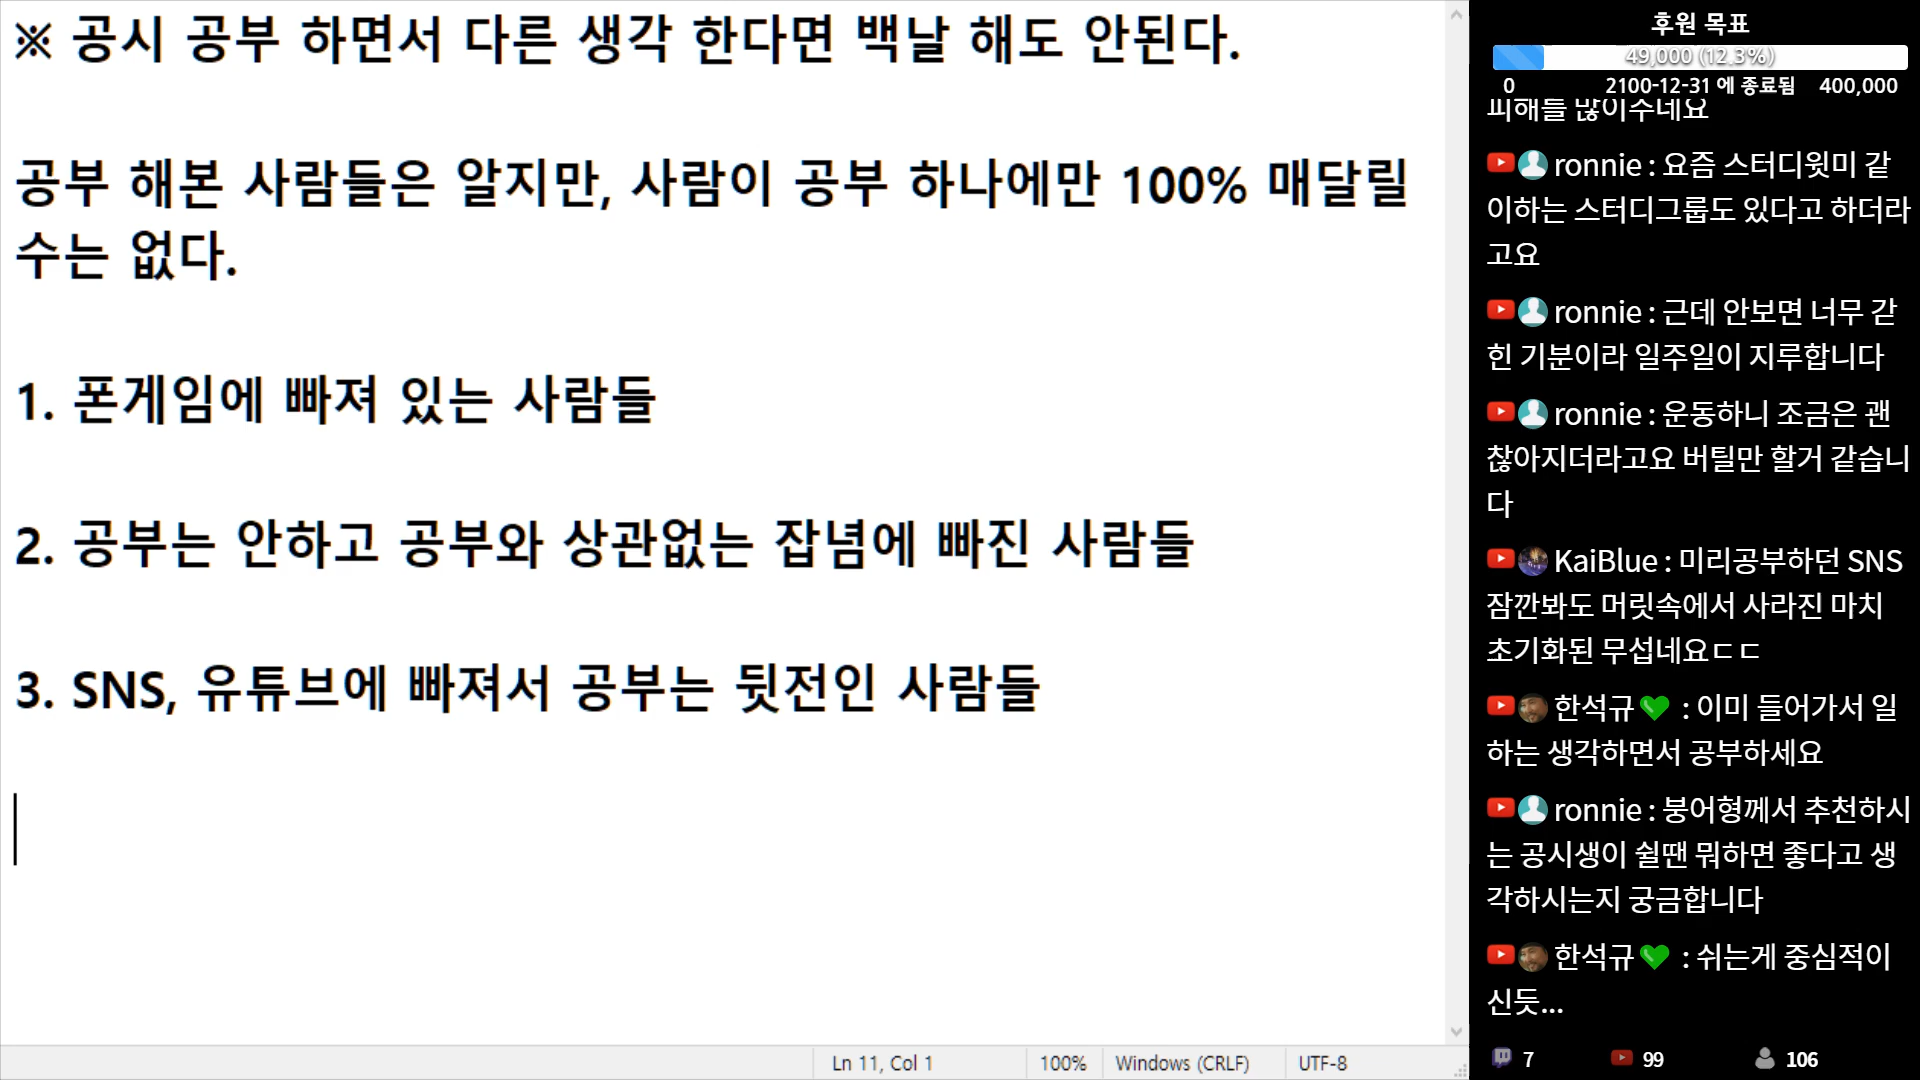 ※ 공시 공부 하면서 다른 생각 한다면 백날 해도 안된다.
공부 해본 사람들은 알지만, 사람이 공부 하나에만 100% 매달릴
수는 없다.
1. 폰게임에 빠져 있는 사람들
2. 공부는 안하고 공부와 상관없는 잡념에 빠진 사람들
3. SNS, 유튜브에 빠져서 공부는 뒷전인 사람들
Ln 11, Col 1
100%
Windows (CRLF)
UTF-8
후원 목표
49,000 (12.3%)
0 2100-12-31 에 종료됨 400,000
피해를 많이주네요
ronnie : 요즘 스터디윗미 같
이하는 스터디그룹도 있다고 하더라
고요
ronnie : 근데 안보면 너무 갇
힌 기분이라 일주일이 지루합니다
ronnie : 운동하니 조금은 괜
찮아지더라고요 버틸만 할거 같습니
다
KaiBlue : 미리공부하던 SNS
잠깐봐도 머릿속에서 사라진 마치
초기화된 무섭네요ㄷㄷ
한석규💚 : 이미 들어가서 일
하는 생각하면서 공부하세요
ronnie : 붕어형께서 추천하시
는 공시생이 쉴땐 뭐하면 좋다고 생
각하시는지 궁금합니다
한석규💚 : 쉬는게 중심적이
신듯...
7 99 106